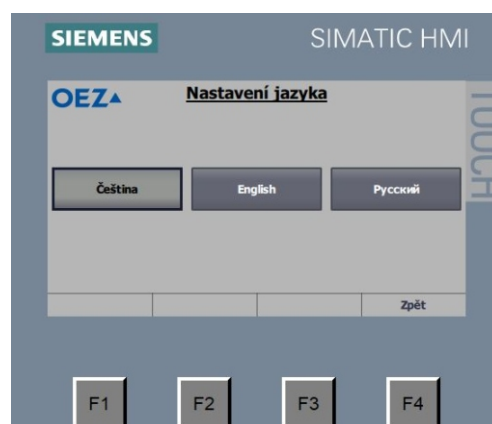 SIEMENS SIMATIC HMI
TOUCH
OEZ Nastavení jazyka
Čeština English Русский
Zpět
F1 F2 F3 F4